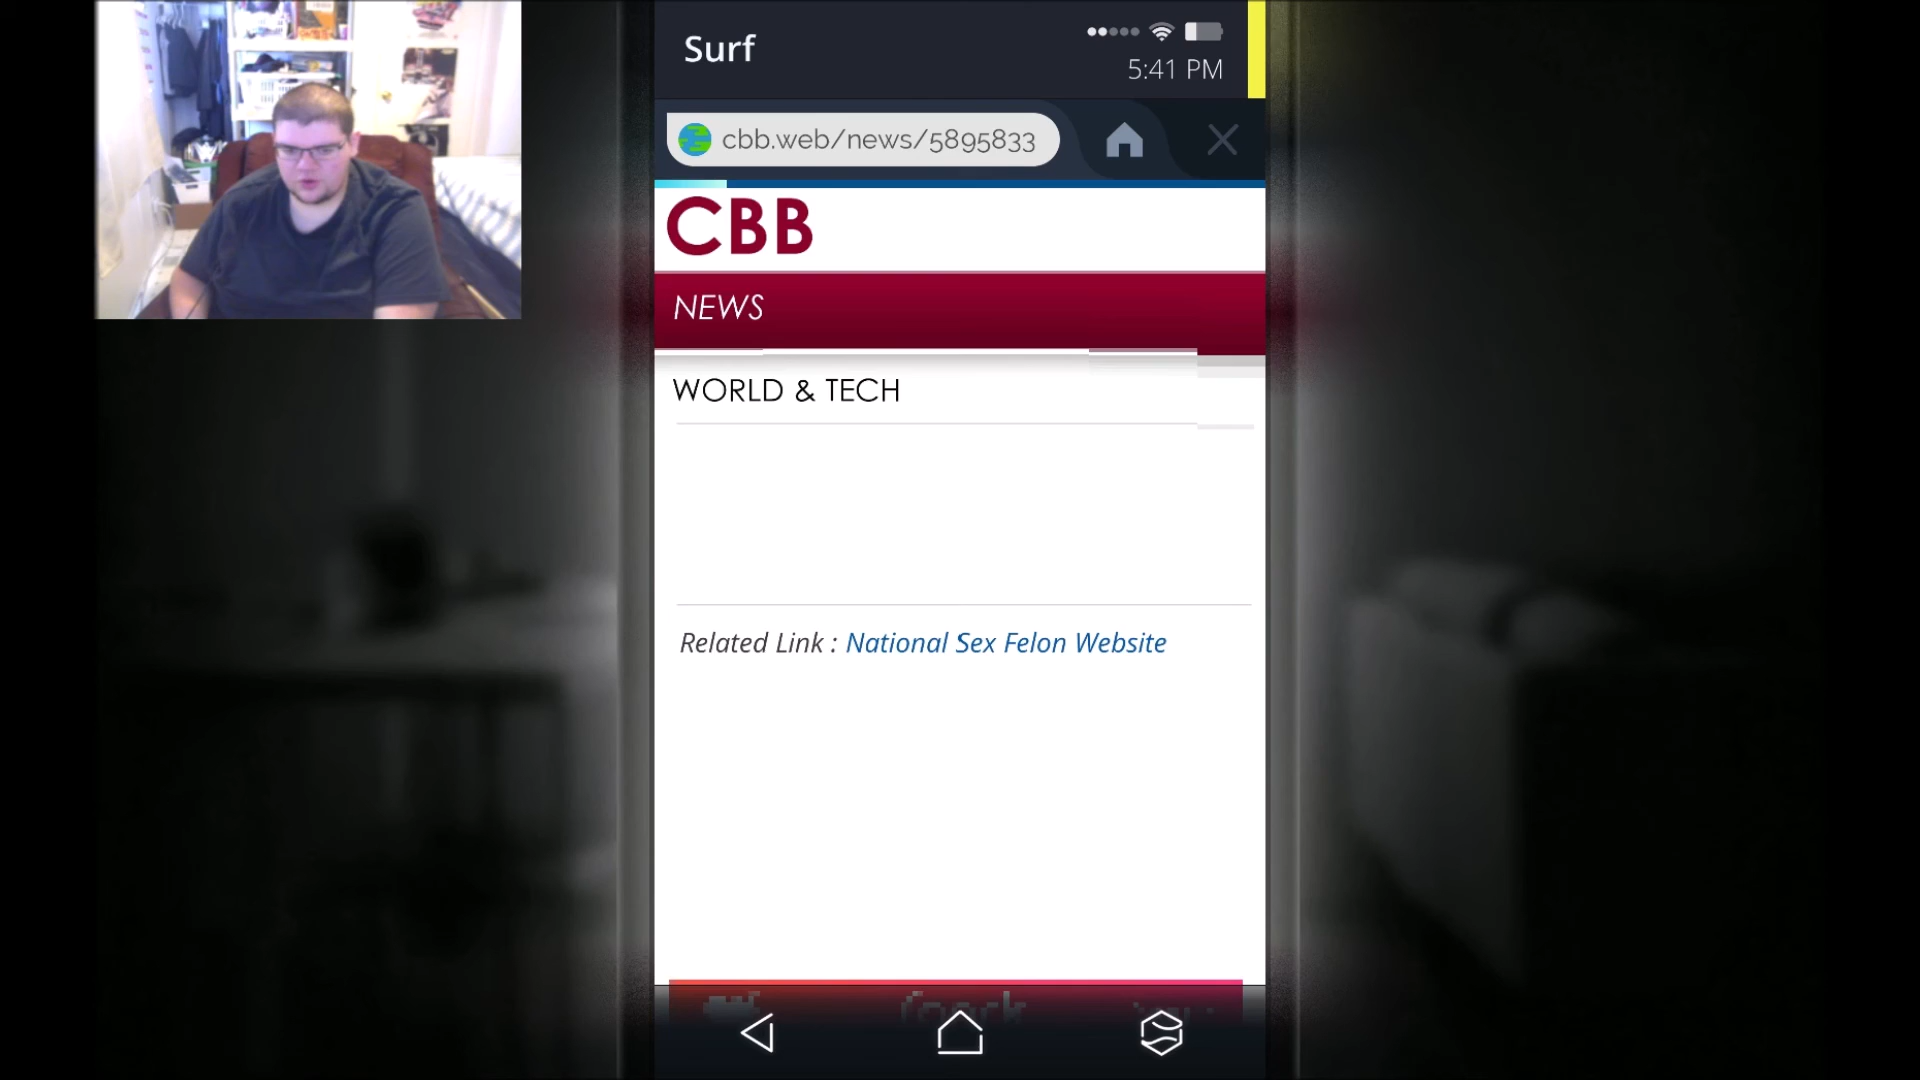 Surf
5:41 PM
cbb.web/news/5895833
CBB
NEWS
WORLD & TECH
Related Link : National Sex Felon Website